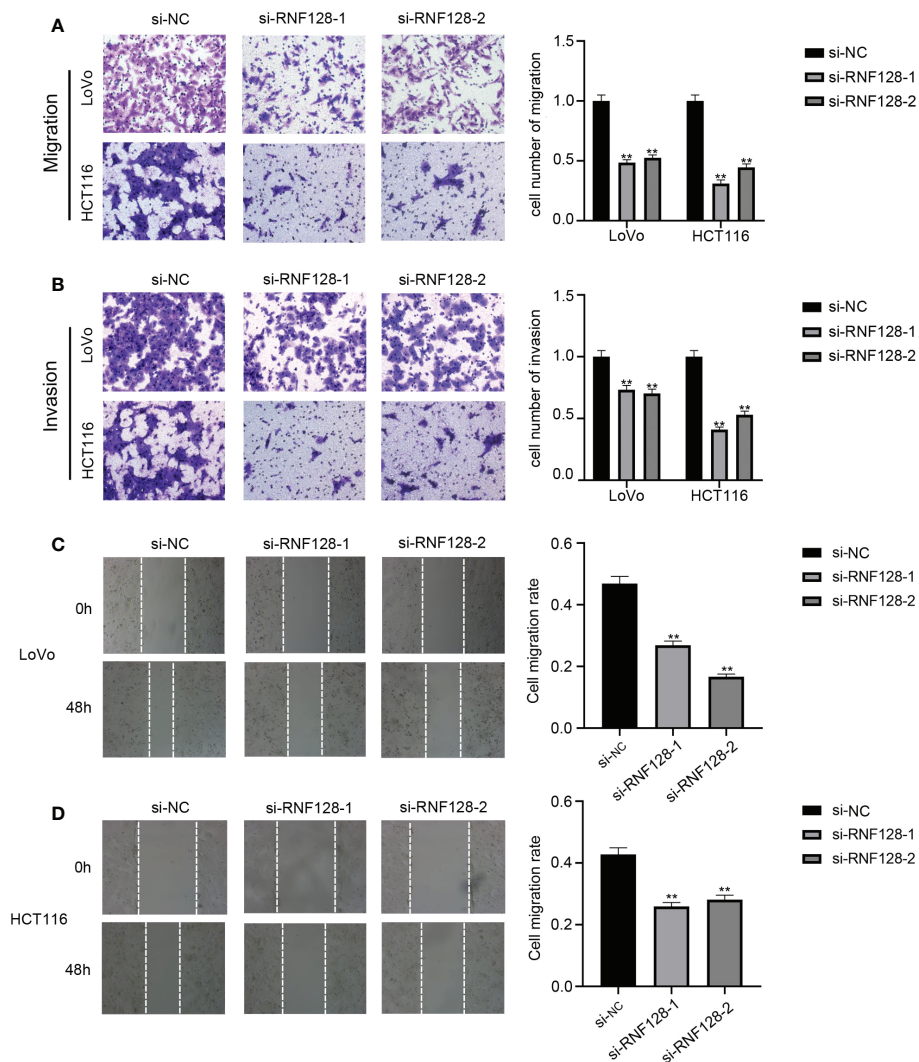 A
si-NC
si-RNF128-1
si-RNF128-2
Migration
LoVo
HCT116
cell number of migration
1.5
1.0
0.5
0.0
**
**
**
**
LoVo
HCT116
si-NC
si-RNF128-1
si-RNF128-2
B
si-NC
si-RNF128-1
si-RNF128-2
Invasion
LoVo
HCT116
cell number of invasion
1.5
1.0
0.5
0.0
**
**
**
**
LoVo
HCT116
si-NC
si-RNF128-1
si-RNF128-2
C
si-NC
si-RNF128-1
si-RNF128-2
0h
LoVo
48h
Cell migration rate
0.6
0.4
0.2
0.0
**
**
si-NC
si-RNF128-1
si-RNF128-2
si-NC
si-RNF128-1
si-RNF128-2
D
si-NC
si-RNF128-1
si-RNF128-2
0h
HCT116
48h
Cell migration rate
0.6
0.4
0.2
0.0
**
**
si-NC
si-RNF128-1
si-RNF128-2
si-NC
si-RNF128-1
si-RNF128-2